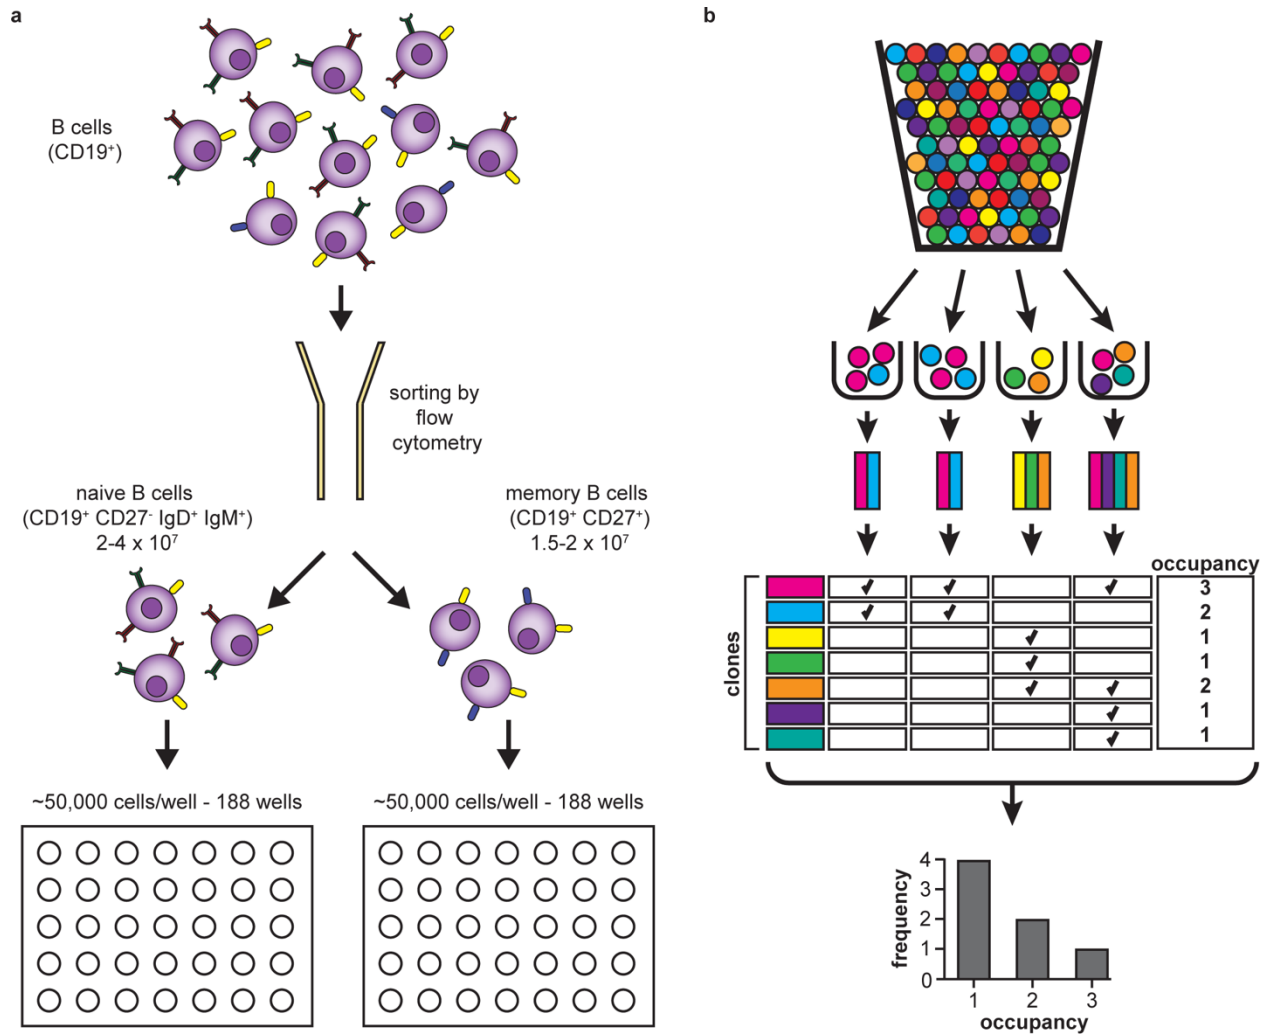 a
B cells
(CD19⁺)
sorting by
flow
cytometry
naive B cells
(CD19⁺ CD27⁻ IgD⁺ IgM⁺)
2-4 x 10⁷
memory B cells
(CD19⁺ CD27⁺)
1.5-2 x 10⁷
~50,000 cells/well - 188 wells
~50,000 cells/well - 188 wells
b
occupancy
clones
3
2
1
1
2
1
1
frequency
4
3
2
1
0
1 2 3
occupancy